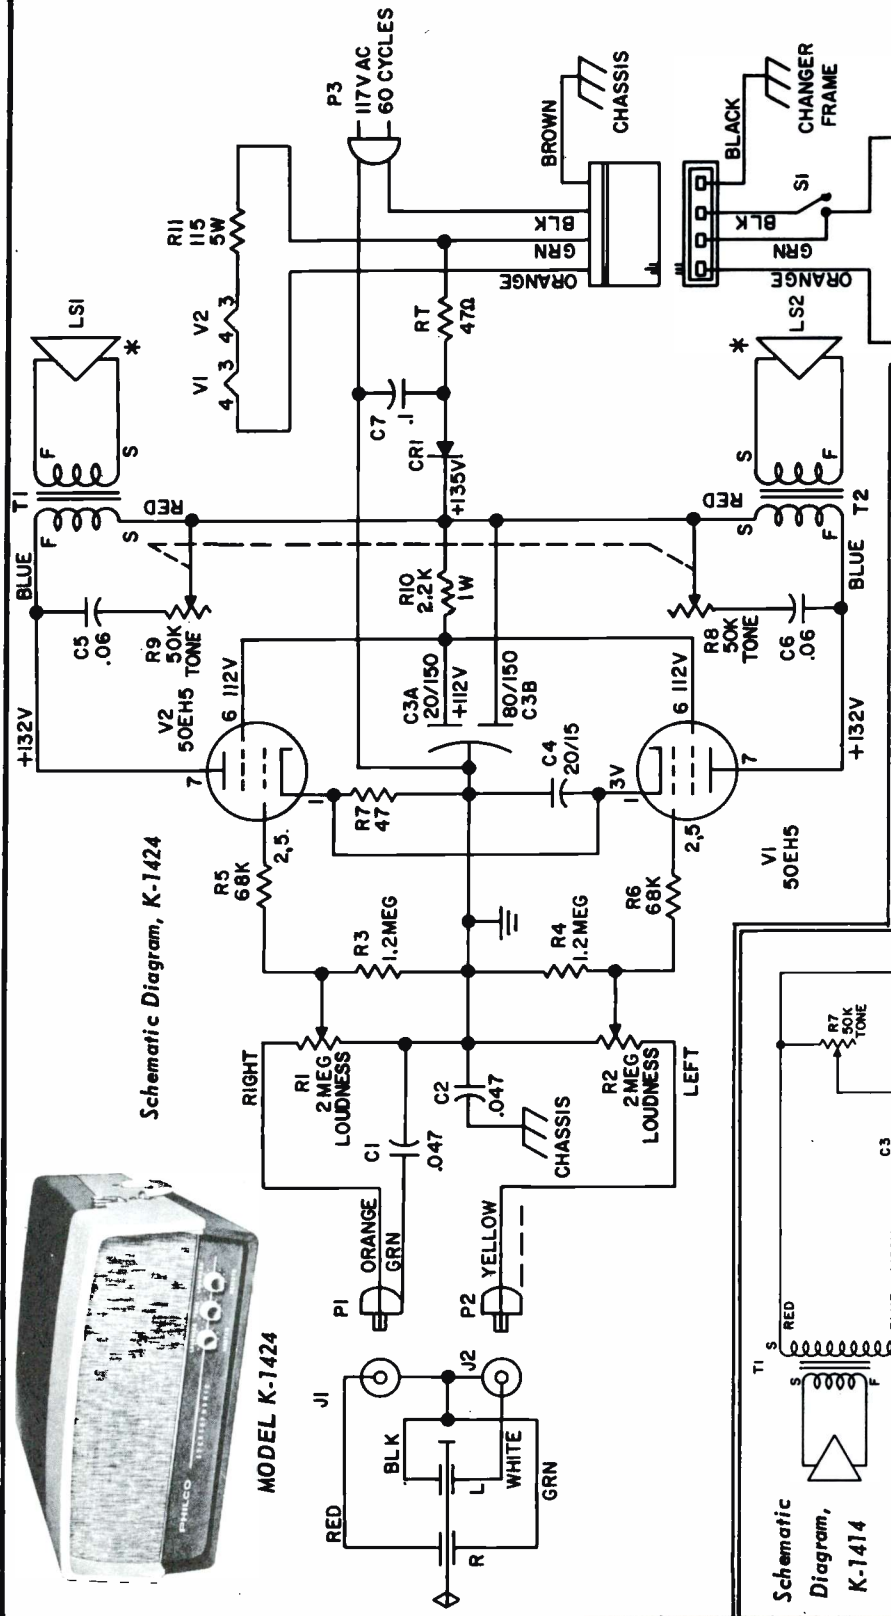 Schematic Diagram, K-1424
MODEL K-1424
PHILCO
T1
BLUE
F
S
F
S
RED
LS1
*
+132V
C5
.06
R9
50K
TONE
V2
50EH5
7
6 112V
1
2,5.
R5
68K
V1
4 3
V2
4 3
R11
115
5W
P3
117VAC
60 CYCLES
C7
.1
CR1
+135V
RT
47Ω
R10
2.2K
1W
C3A
20/150
+112V
80/150
C3B
R7
47
C4
20/15
3V
1
2,5
7
6 112V
V1
50EH5
+132V
R8
50K
TONE
C6
.06
BLUE
T2
RED
S
F
S
F
LS2
*
BROWN
CHASSIS
BLK
GRN
ORANGE
BLACK
CHANGER
FRAME
S1
BLK
GRN
ORANGE
R3
1.2MEG
R4
1.2MEG
R6
68K
RIGHT
R1
2MEG
LOUDNESS
C1
.047
C2
.047
CHASSIS
R2
2MEG
LOUDNESS
LEFT
P1
ORANGE
GRN
P2
YELLOW
J1
J2
RED
BLK
WHITE
GRN
L
R
Schematic
Diagram,
K-1414
T1
S
RED
S
F
R7
50K
TONE
C3